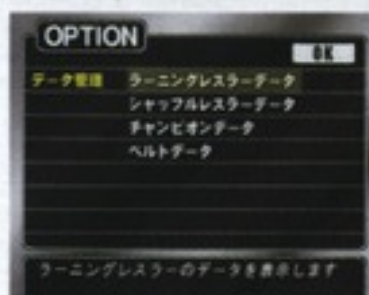 OPTION
OK
データ管理 ラーニングレスラーデータ
シャッフルレスラーデータ
チャンピオンデータ
ベルトデータ
ラーニングレスラーのデータを表示します